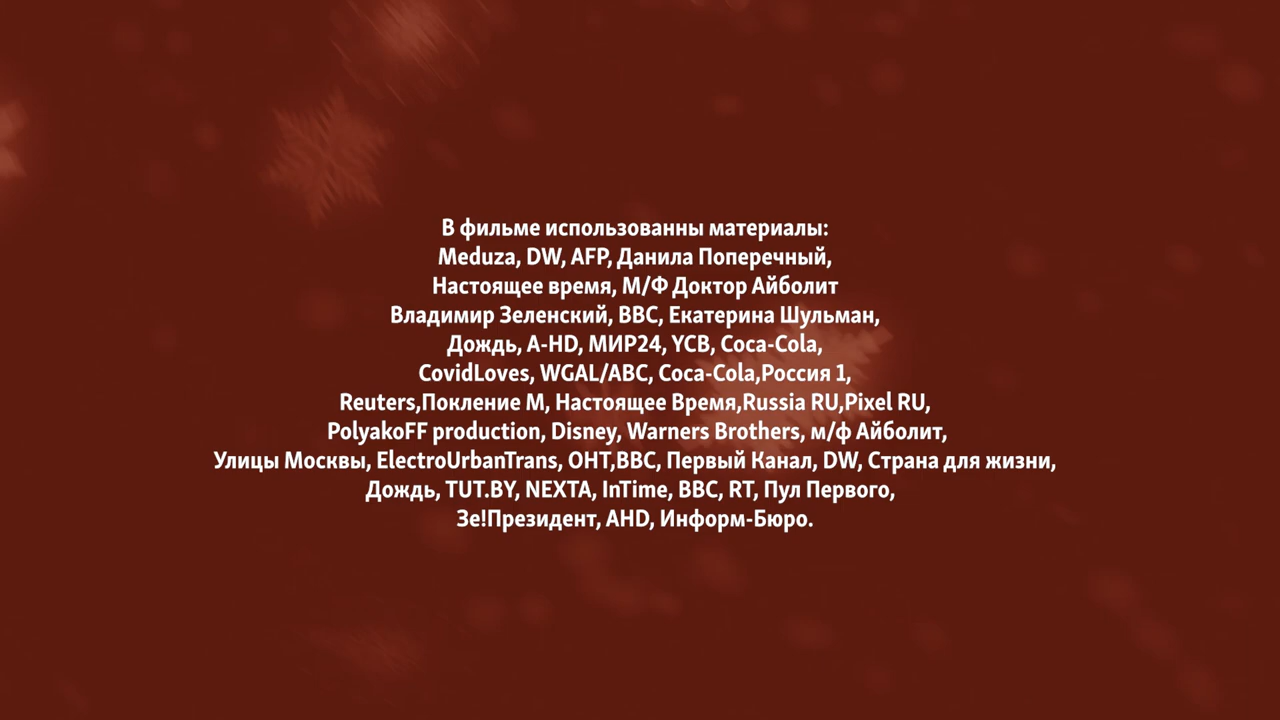 В фильме использованны материалы:
Meduza, DW, AFP, Данила Поперечный,
Настоящее время, М/Ф Доктор Айболит
Владимир Зеленский, BBC, Екатерина Шульман,
Дождь, A-HD, МИР24, YCB, Coca-Cola,
CovidLoves, WGAL/ABC, Coca-Cola,Россия 1,
Reuters,Покление М, Настоящее Время,Russia RU,Pixel RU,
PolyakoFF production, Disney, Warners Brothers, м/ф Айболит,
Улицы Москвы, ElectroUrbanTrans, ОНТ,BBC, Первый Канал, DW, Страна для жизни,
Дождь, TUT.BY, NEXTA, InTime, BBC, RT, Пул Первого,
Зе!Президент, AHD, Информ-Бюро.